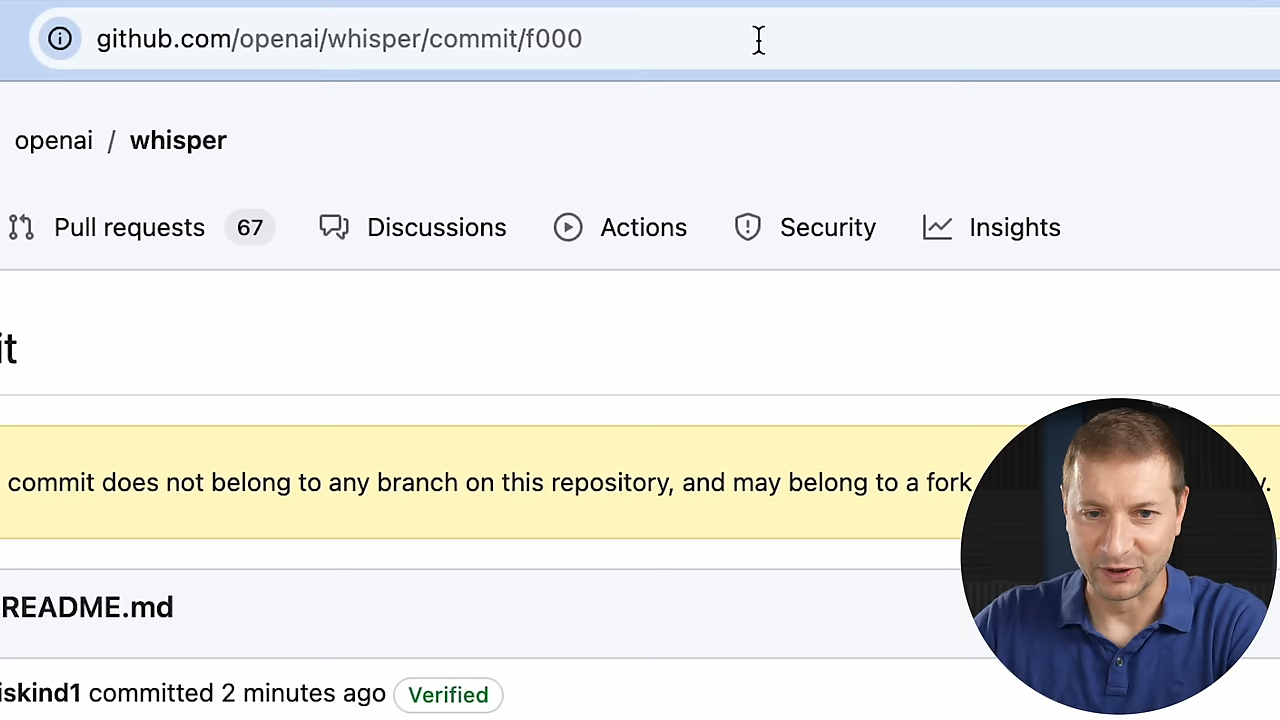 github.com/openai/whisper/commit/f000
openai / whisper
Pull requests 67 Discussions Actions Security Insights
it
commit does not belong to any branch on this repository, and may belong to a fork
README.md
iskind1 committed 2 minutes ago Verified